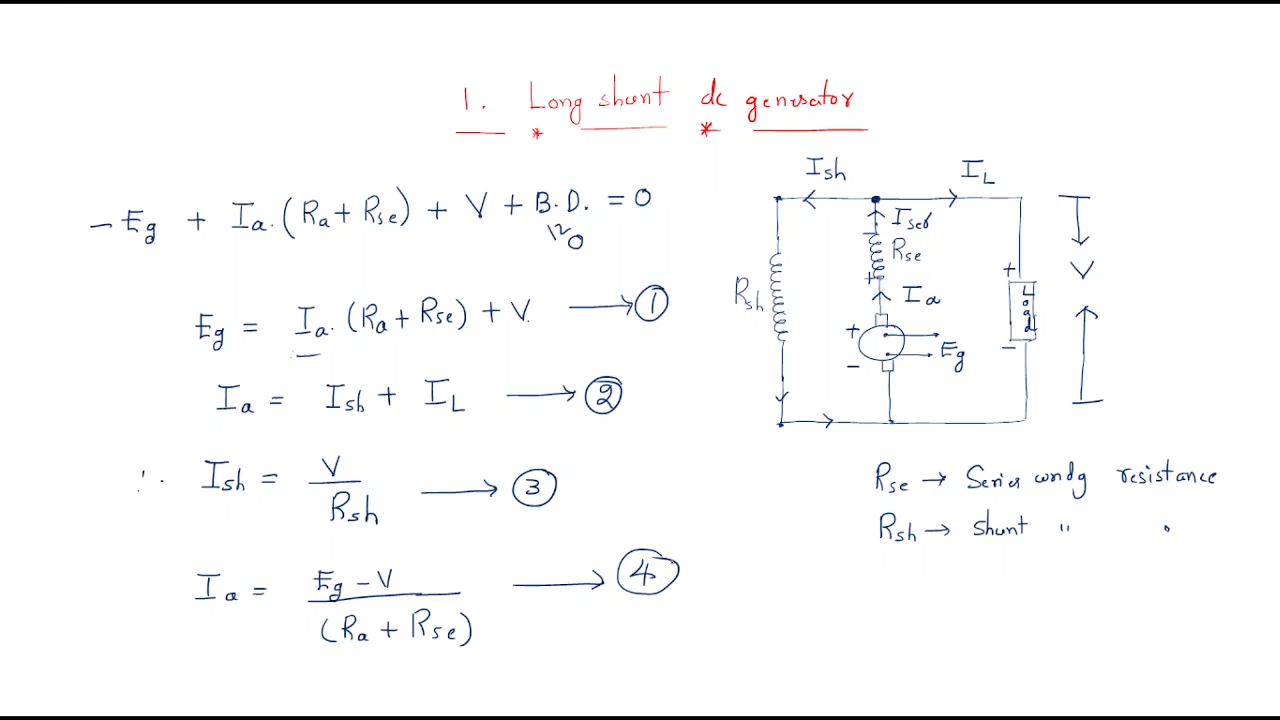 1. Long shunt dc generator
- Eg + Ia.(Ra + Rse) + V + B.D. = 0
≈ 0
Eg = Ia.(Ra + Rse) + V → 1
Ia = Ish + IL → 2
∴ Ish = V / Rsh → 3
Ia = Eg - V / (Ra + Rse) → 4
Ish IL
Ise
Rse
Rsh
Ia
+
-
Eg
+
Load
-
V
Rse → Series wndg resistance
Rsh → shunt " "